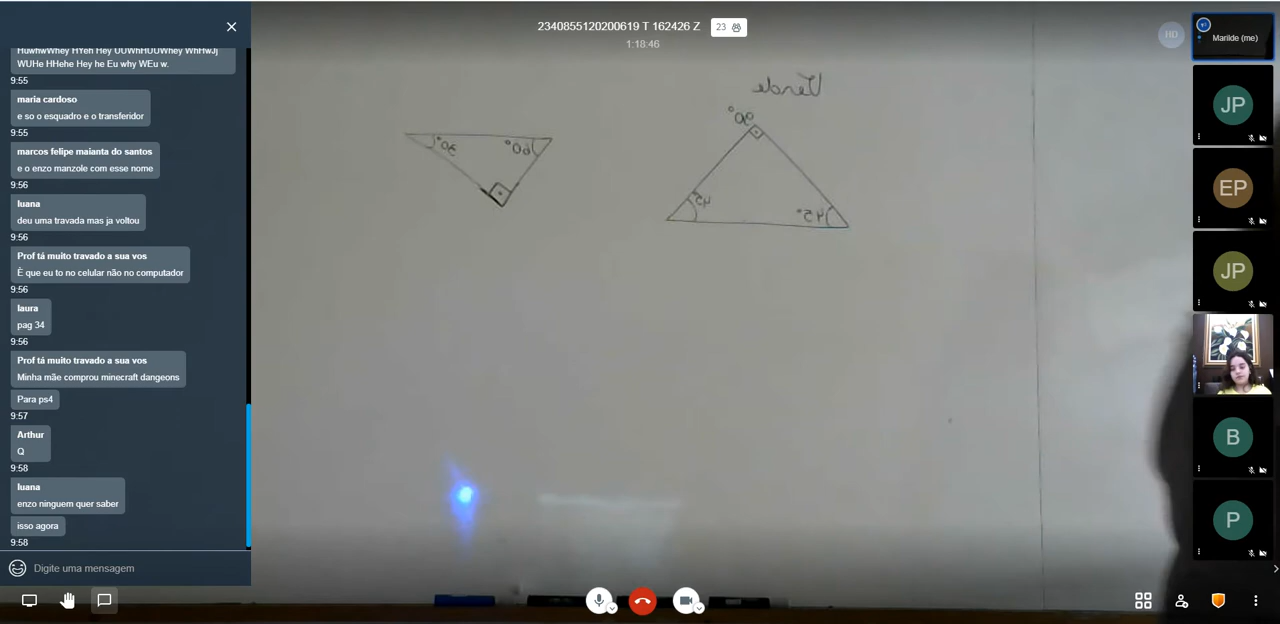 HuwhwWhey HYeh Hey UUWhHUUWhey WhHwJj
WUHe HHehe Hey he Eu why WEu w.
9:55
maria cardoso
e so o esquadro e o transferidor
9:55
marcos felipe maianta do santos
e o enzo manzole com esse nome
9:56
luana
deu uma travada mas ja voltou
9:56
Prof tá muito travado a sua vos
È que eu to no celular não no computador
9:56
laura
pag 34
9:56
Prof tá muito travado a sua vos
Minha mãe comprou minecraft dangeons
Para ps4
9:57
Arthur
Q
9:58
luana
enzo ninguem quer saber
isso agora
9:58
Digite uma mensagem
2340855120200619 T 162426 Z
23
1:18:46
Verde
90°
45
45°
30°
60°
HD
Marilde (me)
JP
EP
JP
B
P